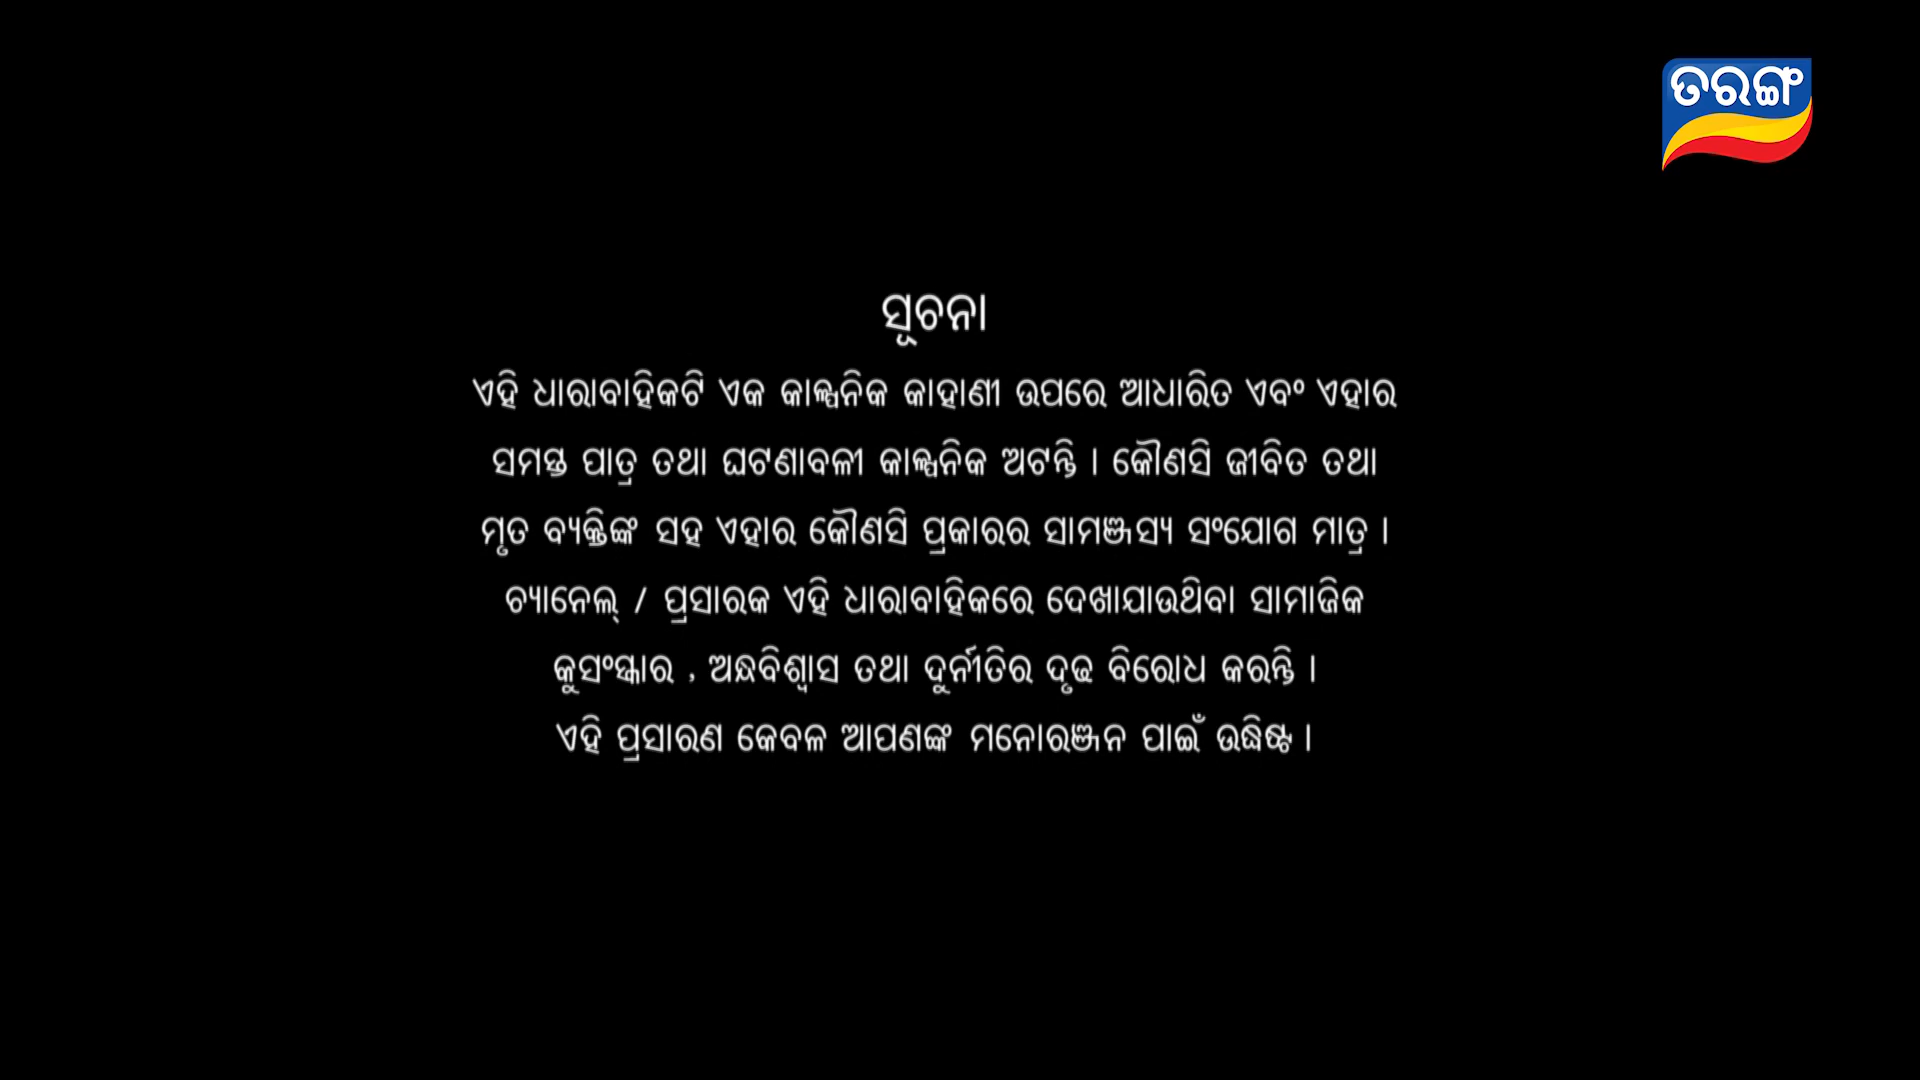 ତରଙ୍ଗ
ସୂଚନା
ଏହି ଧାରାବାହିକଟି ଏକ କାଳ୍ପନିକ କାହାଣୀ ଉପରେ ଆଧାରିତ ଏବଂ ଏହାର
ସମସ୍ତ ପାତ୍ର ତଥା ଘଟଣାବଳୀ କାଳ୍ପନିକ ଅଟନ୍ତି । କୌଣସି ଜୀବିତ ତଥା
ମୃତ ବ୍ୟକ୍ତିଙ୍କ ସହ ଏହାର କୌଣସି ପ୍ରକାରର ସାମଞ୍ଜସ୍ୟ ସଂଯୋଗ ମାତ୍ର ।
ଚ୍ୟାନେଲ୍ / ପ୍ରସାରକ ଏହି ଧାରାବାହିକରେ ଦେଖାଯାଉଥିବା ସାମାଜିକ
କୁସଂସ୍କାର , ଅନ୍ଧବିଶ୍ୱାସ ତଥା ଦୁର୍ନୀତିର ଦୃଢ ବିରୋଧ କରନ୍ତି ।
ଏହି ପ୍ରସାରଣ କେବଳ ଆପଣଙ୍କ ମନୋରଞ୍ଜନ ପାଇଁ ଉଦ୍ଧିଷ୍ଟ ।